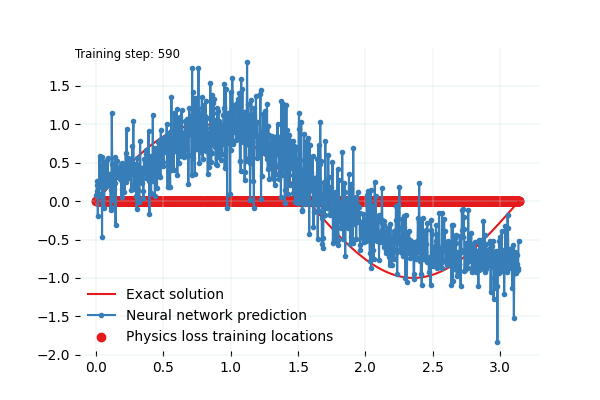 Training step: 590
1.5
1.0
0.5
0.0
−0.5
−1.0
−1.5
−2.0
Exact solution
Neural network prediction
Physics loss training locations
0.0 0.5 1.0 1.5 2.0 2.5 3.0